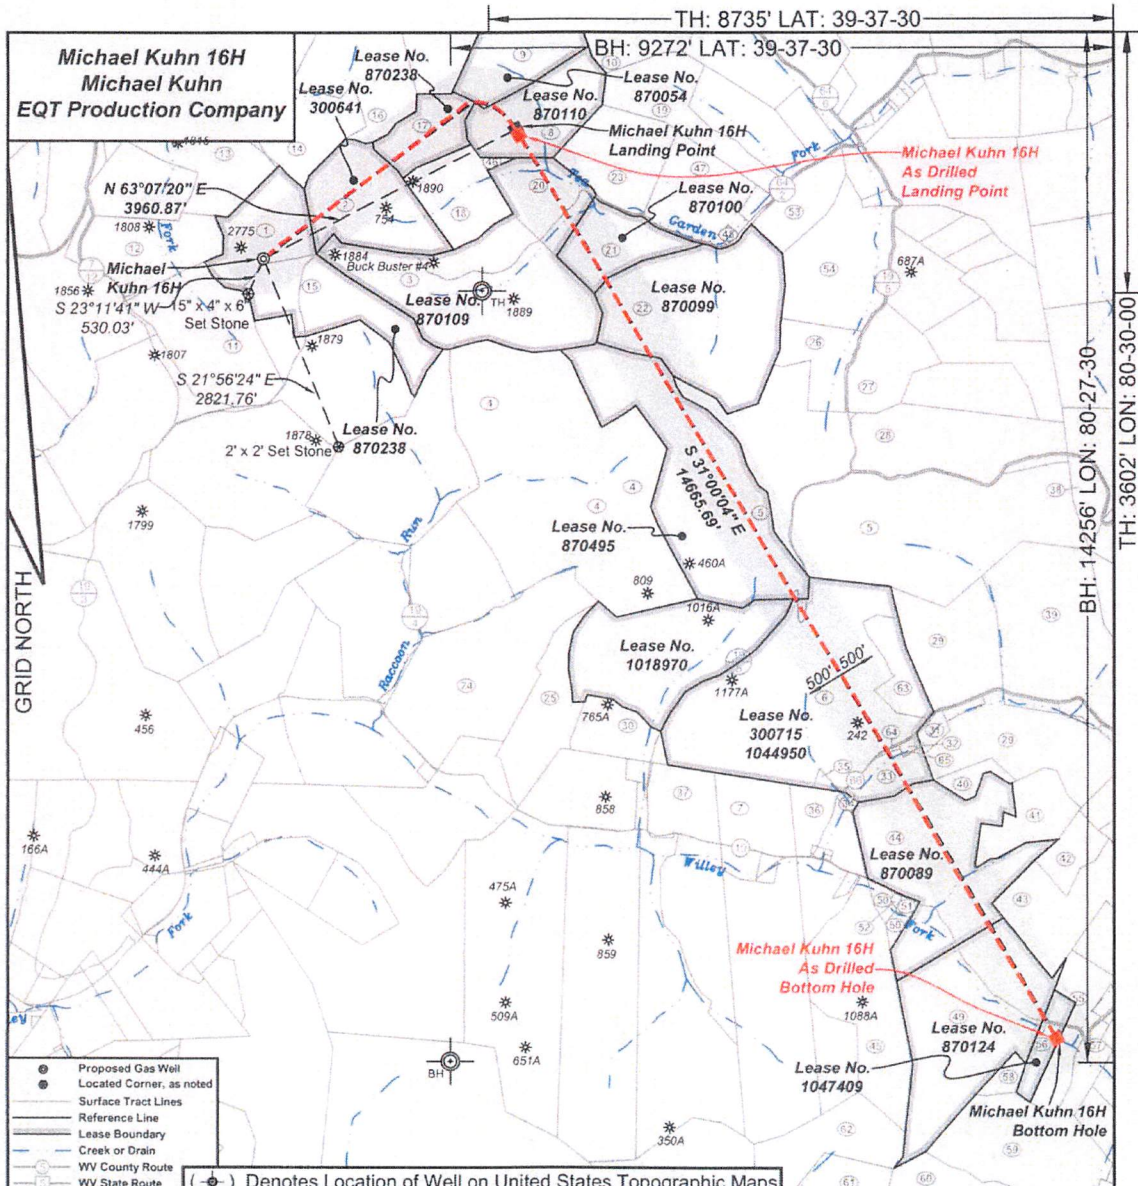 TH: 8735' LAT: 39-37-30
BH: 9272' LAT: 39-37-30
Michael Kuhn 16H
Michael Kuhn
EQT Production Company
Lease No.
870238
Lease No.
300641
Lease No.
870110
Lease No.
870054
Michael Kuhn 16H
Landing Point
Michael Kuhn 16H
As Drilled
Landing Point
Fork
N 63°07'20" E
3960.87'
1808
Fork
2775
1890
754
Lease No.
870100
Garden
687A
Michael
Kuhn 16H
1884
Buck Buster #4
1856
S 23°11'41" W
530.03'
15" x 4" x 6"
Set Stone
Lease No.
870109
TH
1889
Lease No.
870099
1807
1879
S 21°56'24" E
2821.76'
1878
2' x 2' Set Stone
Lease No.
870238
S 31°00'04" E
14665.69'
BH: 14256' LON: 80-27-30
TH: 3602' LON: 80-30-00
1799
Run
Lease No.
870495
460A
809
1016A
GRID NORTH
Raccoon
Lease No.
1018970
1177A
500' 500'
765A
456
Lease No.
300715
1044950
242
858
166A
444A
Willey
Fork
Lease No.
870089
475A
Fork
859
Michael Kuhn 16H
As Drilled
Bottom Hole
509A
1088A
651A
BH
Lease No.
870124
Lease No.
1047409
Michael Kuhn 16H
Bottom Hole
350A
Proposed Gas Well
Located Corner, as noted
Surface Tract Lines
Reference Line
Lease Boundary
Creek or Drain
WV County Route
WV State Route
Denotes Location of Well on United States Topographic Maps